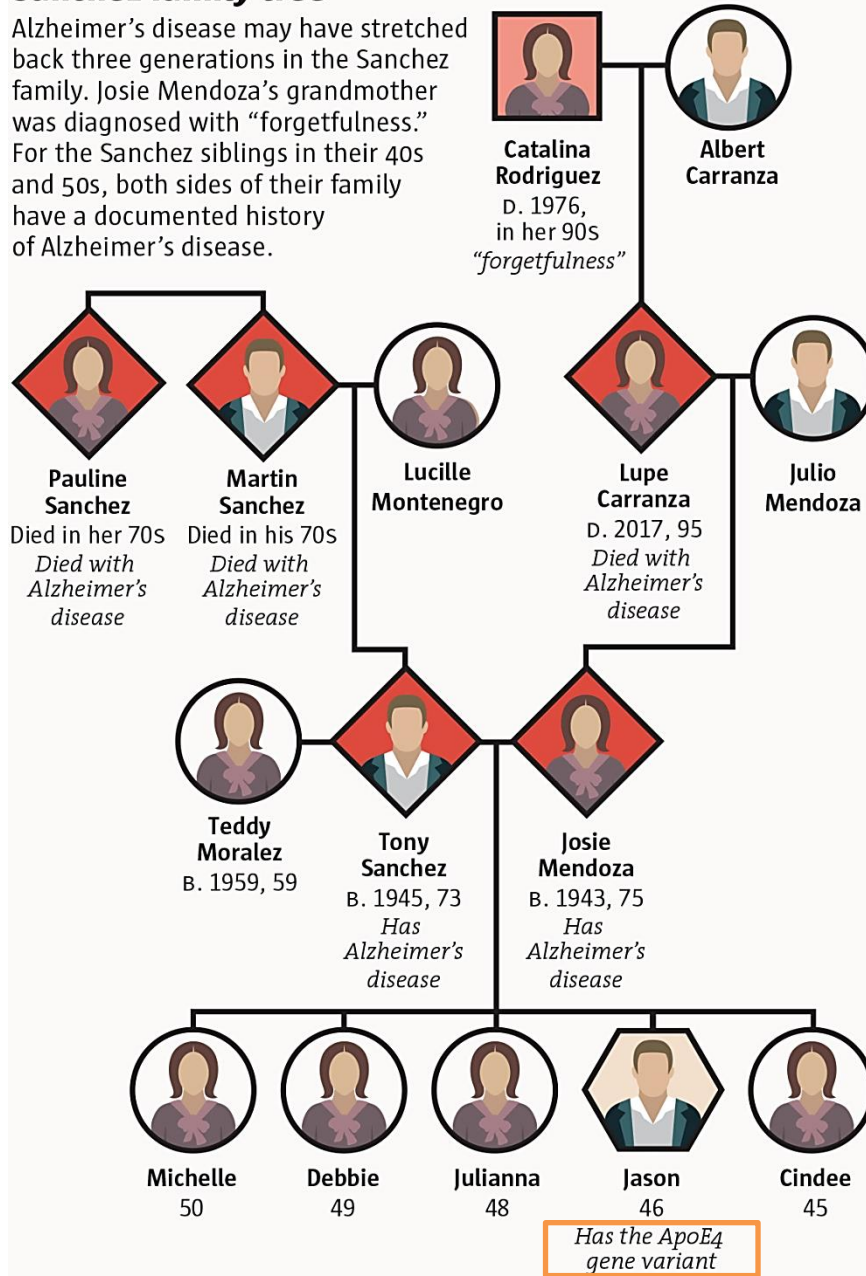 Alzheimer's disease may have stretched
back three generations in the Sanchez
family. Josie Mendoza's grandmother
was diagnosed with "forgetfulness."
For the Sanchez siblings in their 40s
and 50s, both sides of their family
have a documented history
of Alzheimer's disease.
Catalina
Rodriguez
D. 1976,
in her 90s
"forgetfulness"
Albert
Carranza
Pauline
Sanchez
Died in her 70s
Died with
Alzheimer's
disease
Martin
Sanchez
Died in his 70s
Died with
Alzheimer's
disease
Lucille
Montenegro
Lupe
Carranza
D. 2017, 95
Died with
Alzheimer's
disease
Julio
Mendoza
Teddy
Moralez
B. 1959, 59
Tony
Sanchez
B. 1945, 73
Has
Alzheimer's
disease
Josie
Mendoza
B. 1943, 75
Has
Alzheimer's
disease
Michelle
50
Debbie
49
Julianna
48
Jason
46
Has the ApoE4
gene variant
Cindee
45